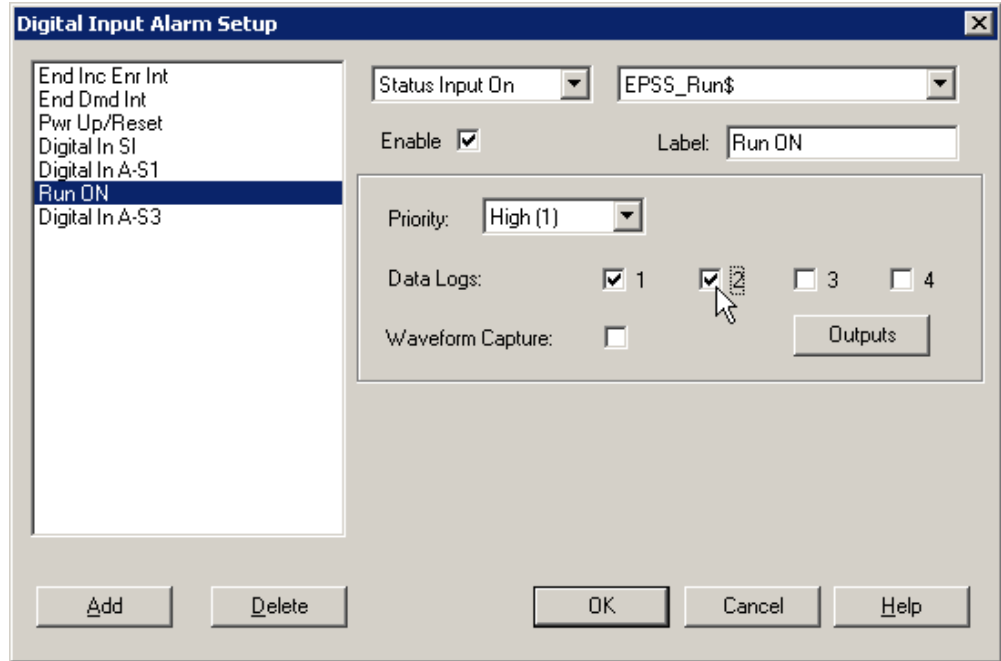 Digital Input Alarm Setup
End Inc Enr Int
End Dmd Int
Pwr Up/Reset
Digital In SI
Digital In A-S1
Run ON
Digital In A-S3
Status Input On
EPSS_Run$
Enable
Label: Run ON
Priority: High (1)
Data Logs: 1 2 3 4
Waveform Capture:
Outputs
Add
Delete
OK
Cancel
Help